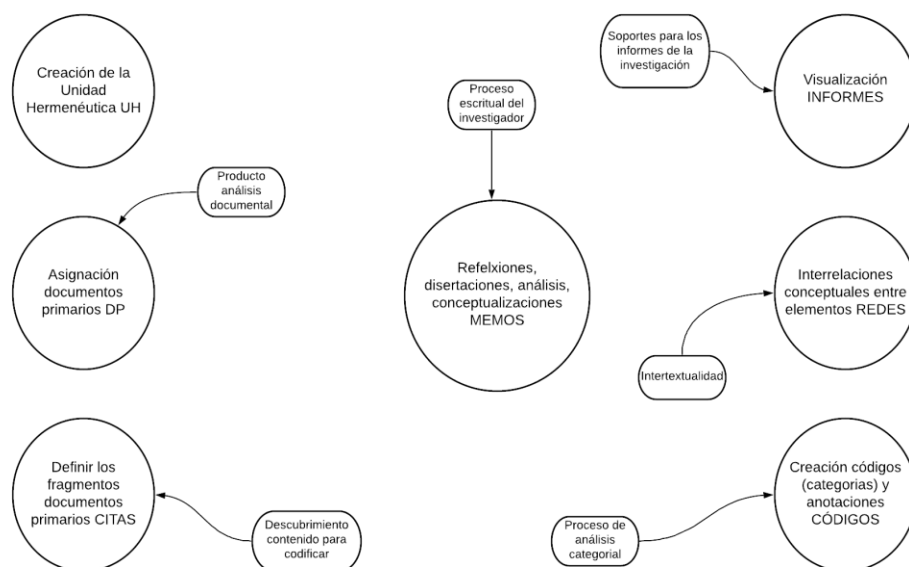 Creación de la
Unidad
Hermenéutica UH
Producto
análisis
documental
Asignación
documentos
primarios DP
Definir los
fragmentos
documentos
primarios CITAS
Descubrimiento
contenido para
codificar
Proceso
escritual del
investigador
Refelxiones,
disertaciones, análisis,
conceptualizaciones
MEMOS
Soportes para los
informes de la
investigación
Visualización
INFORMES
Interrelaciones
conceptuales entre
elementos REDES
Intertextualidad
Creación códigos
(categorias) y
anotaciones
CÓDIGOS
Proceso de
análisis
categorial